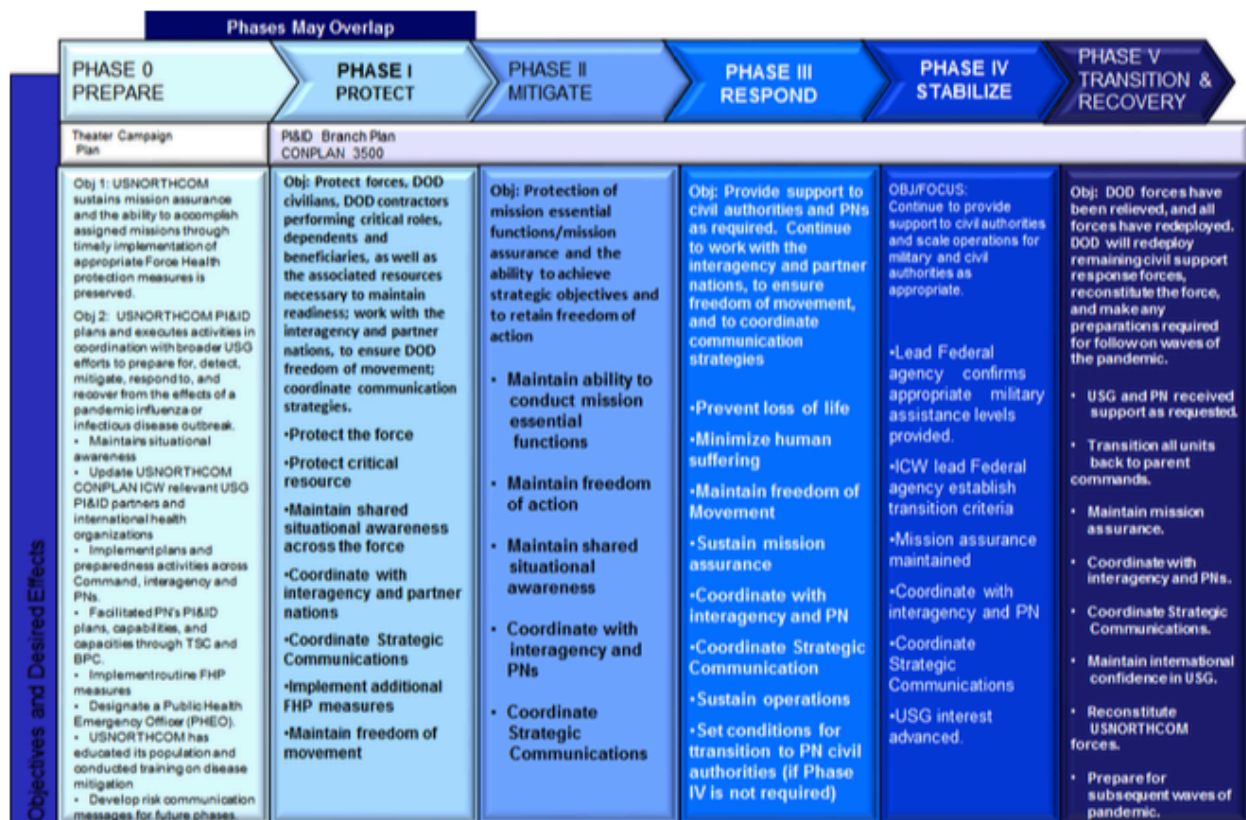 Phases May Overlap
PHASE 0
PREPARE
PHASE I
PROTECT
PHASE II
MITIGATE
PHASE III
RESPOND
PHASE IV
STABILIZE
PHASE V
TRANSITION &
RECOVERY
Theater Campaign
Plan
PI&ID Branch Plan
CONPLAN 3500
Objectives and Desired Effects
Obj 1: USNORTHCOM
sustains mission assurance
and the ability to accomplish
assigned missions through
timely implementation of
appropriate Force Health
protection measures is
preserved.
Obj 2: USNORTHCOM PI&ID
plans and executes activities in
coordination with broader USG
efforts to prepare for, detect,
mitigate, respond to, and
recover from the effects of a
pandemic influenza or
infectious disease outbreak.
• Maintains situational
awareness
• Update USNORTHCOM
CONPLAN ICW relevant USG
PI&ID partners and
international health
organizations
• Implement plans and
preparedness activities across
Command, interagency and
PNs.
• Facilitated PN's PI&ID
plans, capabilities, and
capacities through TSC and
BPC.
• Implement routine FHP
measures
• Designate a Public Health
Emergency Officer (PHEO).
• USNORTHCOM has
educated its population and
conducted training on disease
mitigation
• Develop risk communication
messages for future phases.
Obj: Protect forces, DOD
civilians, DOD contractors
performing critical roles,
dependents and
beneficiaries, as well as
the associated resources
necessary to maintain
readiness; work with the
interagency and partner
nations, to ensure DOD
freedom of movement;
coordinate communication
strategies.
•Protect the force
•Protect critical
resource
•Maintain shared
situational awareness
across the force
•Coordinate with
interagency and partner
nations
•Coordinate Strategic
Communications
•Implement additional
FHP measures
•Maintain freedom of
movement
Obj: Protection of
mission essential
functions/mission
assurance and the
ability to achieve
strategic objectives and
to retain freedom of
action
• Maintain ability to
conduct mission
essential
functions
• Maintain freedom
of action
• Maintain shared
situational
awareness
• Coordinate with
interagency and
PNs
• Coordinate
Strategic
Communications
Obj: Provide support to
civil authorities and PNs
as required. Continue
to work with the
interagency and partner
nations, to ensure
freedom of movement,
and to coordinate
communication
strategies
•Prevent loss of life
•Minimize human
suffering
•Maintain freedom of
Movement
•Sustain mission
assurance
•Coordinate with
interagency and PN
•Coordinate Strategic
Communication
•Sustain operations
•Set conditions for
ttransition to PN civil
authorities (if Phase
IV is not required)
OBJ/FOCUS:
Continue to provide
support to civil authorities
and scale operations for
military and civil
authorities as
appropriate.
•Lead Federal
agency confirms
appropriate military
assistance levels
provided.
•ICW lead Federal
agency establish
transition criteria
•Mission assurance
maintained
•Coordinate with
interagency and PN
•Coordinate
Strategic
Communications
•USG interest
advanced.
Obj: DOD forces have
been relieved, and all
forces have redeployed.
DOD will redeploy
remaining civil support
response forces,
reconstitute the force,
and make any
preparations required
for follow on waves of
the pandemic.
• USG and PN received
support as requested.
• Transition all units
back to parent
commands.
• Maintain mission
assurance.
• Coordinate with
interagency and PNs.
• Coordinate Strategic
Communications.
• Maintain international
confidence in USG.
• Reconstitute
USNORTHCOM
forces.
• Prepare for
subsequent waves of
pandemic.